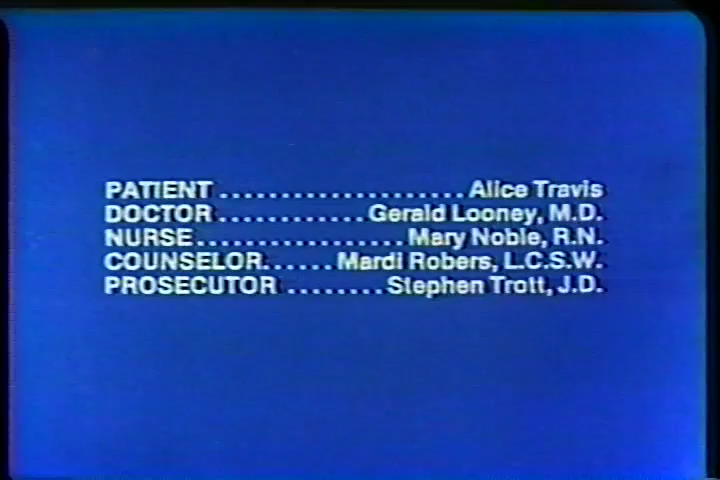 PATIENT.....................Alice Travis
DOCTOR.............Gerald Looney, M.D.
NURSE..................Mary Noble, R.N.
COUNSELOR......Mardi Robers, L.C.S.W.
PROSECUTOR ........Stephen Trott, J.D.